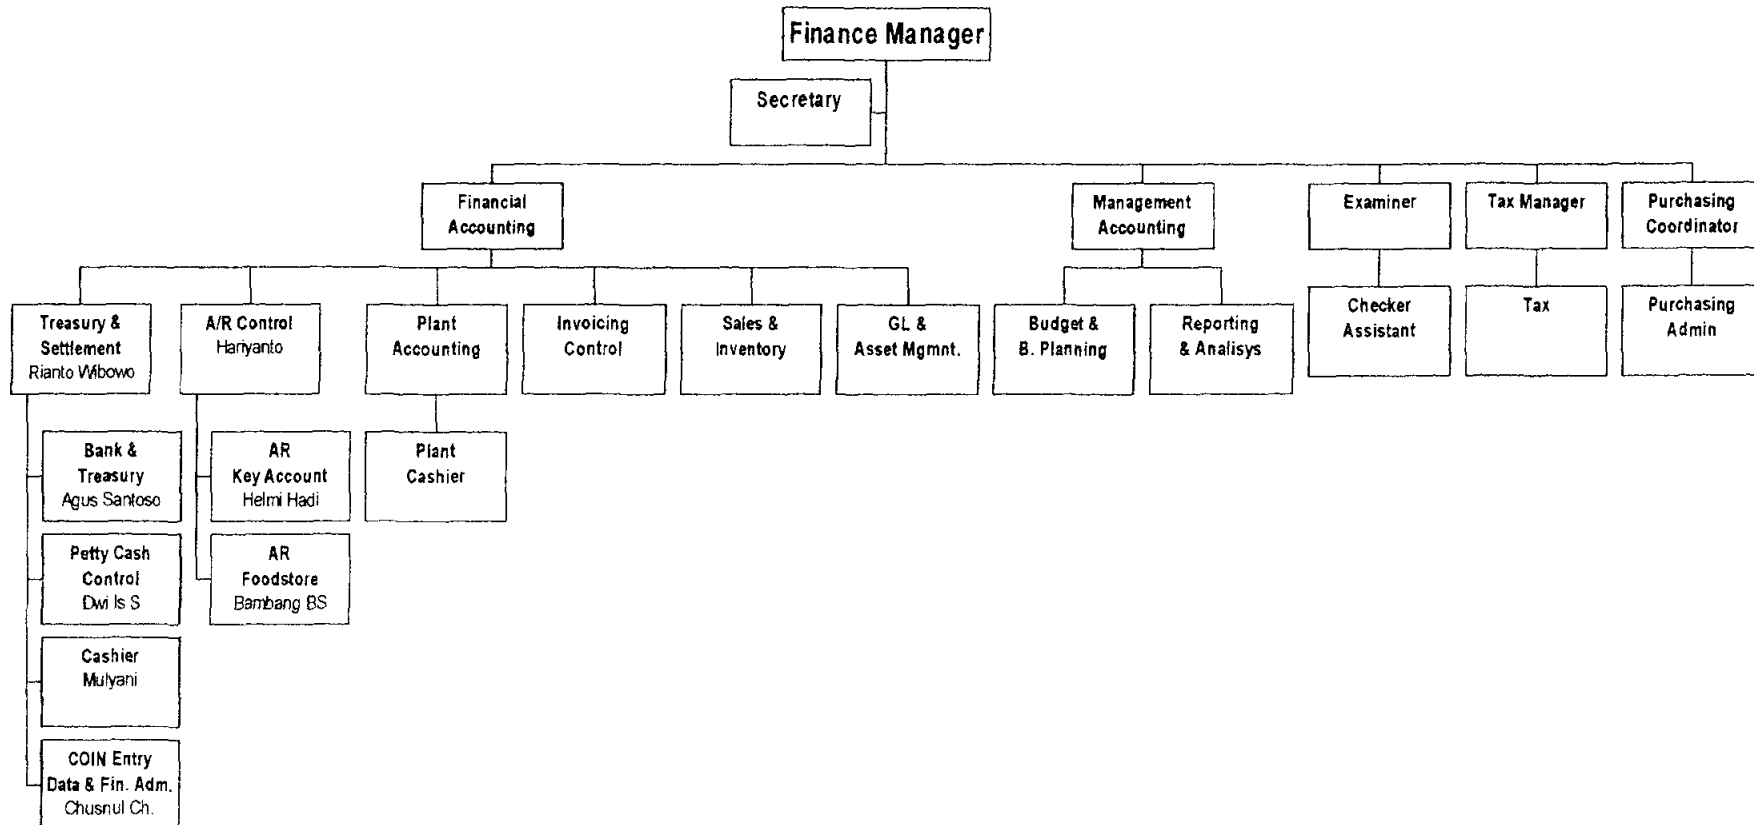 Finance Manager
Secretary
Financial
Accounting
Management
Accounting
Examiner
Tax Manager
Purchasing
Coordinator
Treasury &
Settlement
Rianto Wibowo
A/R Control
Hariyanto
Plant
Accounting
Invoicing
Control
Sales &
Inventory
GL &
Asset Mgmnt.
Budget &
B. Planning
Reporting
& Analisys
Checker
Assistant
Tax
Purchasing
Admin
Bank &
Treasury
Agus Santoso
AR
Key Account
Helmi Hadi
Plant
Cashier
Petty Cash
Control
Dwi Is S
AR
Foodstore
Bambang BS
Cashier
Mulyani
COIN Entry
Data & Fin. Adm.
Chusnul Ch.